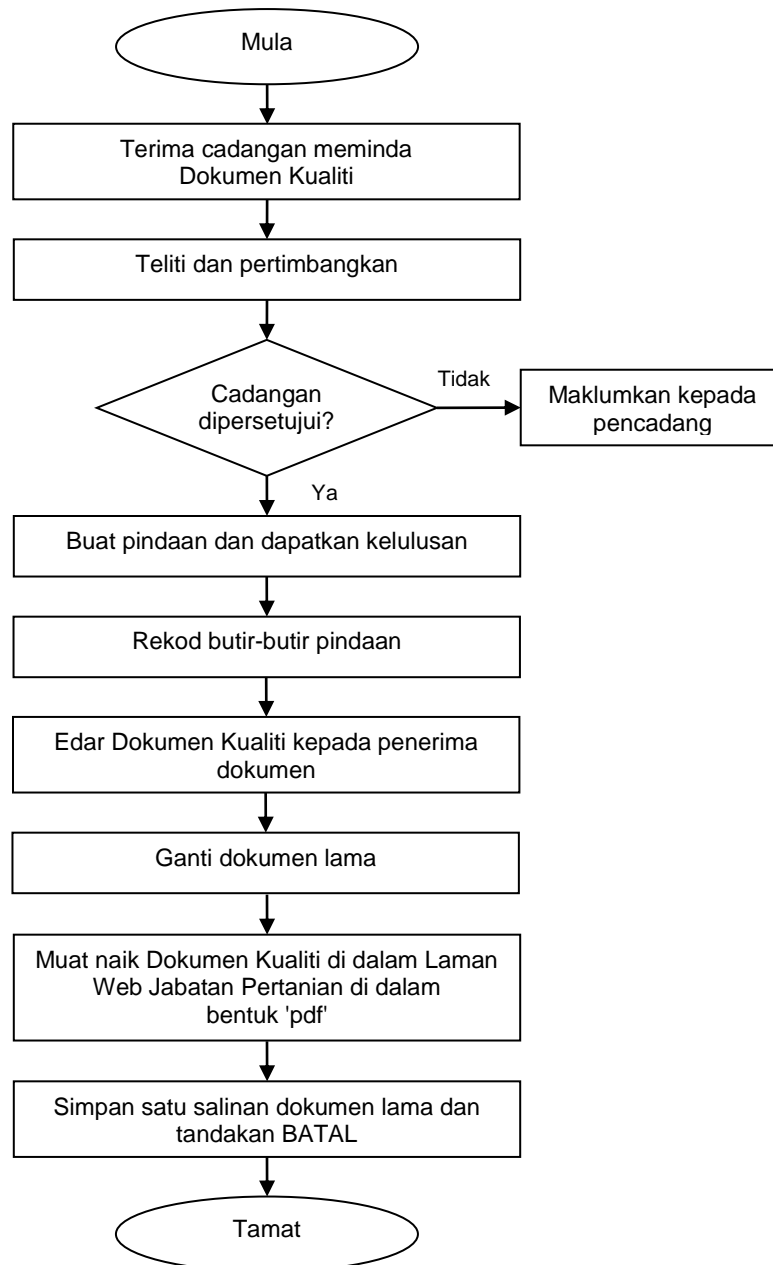 Mula
Terima cadangan meminda
Dokumen Kualiti
Teliti dan pertimbangkan
Cadangan
dipersetujui?
Tidak
Maklumkan kepada
pencadang
Ya
Buat pindaan dan dapatkan kelulusan
Rekod butir-butir pindaan
Edar Dokumen Kualiti kepada penerima
dokumen
Ganti dokumen lama
Muat naik Dokumen Kualiti di dalam Laman
Web Jabatan Pertanian di dalam
bentuk 'pdf'
Simpan satu salinan dokumen lama dan
tandakan BATAL
Tamat